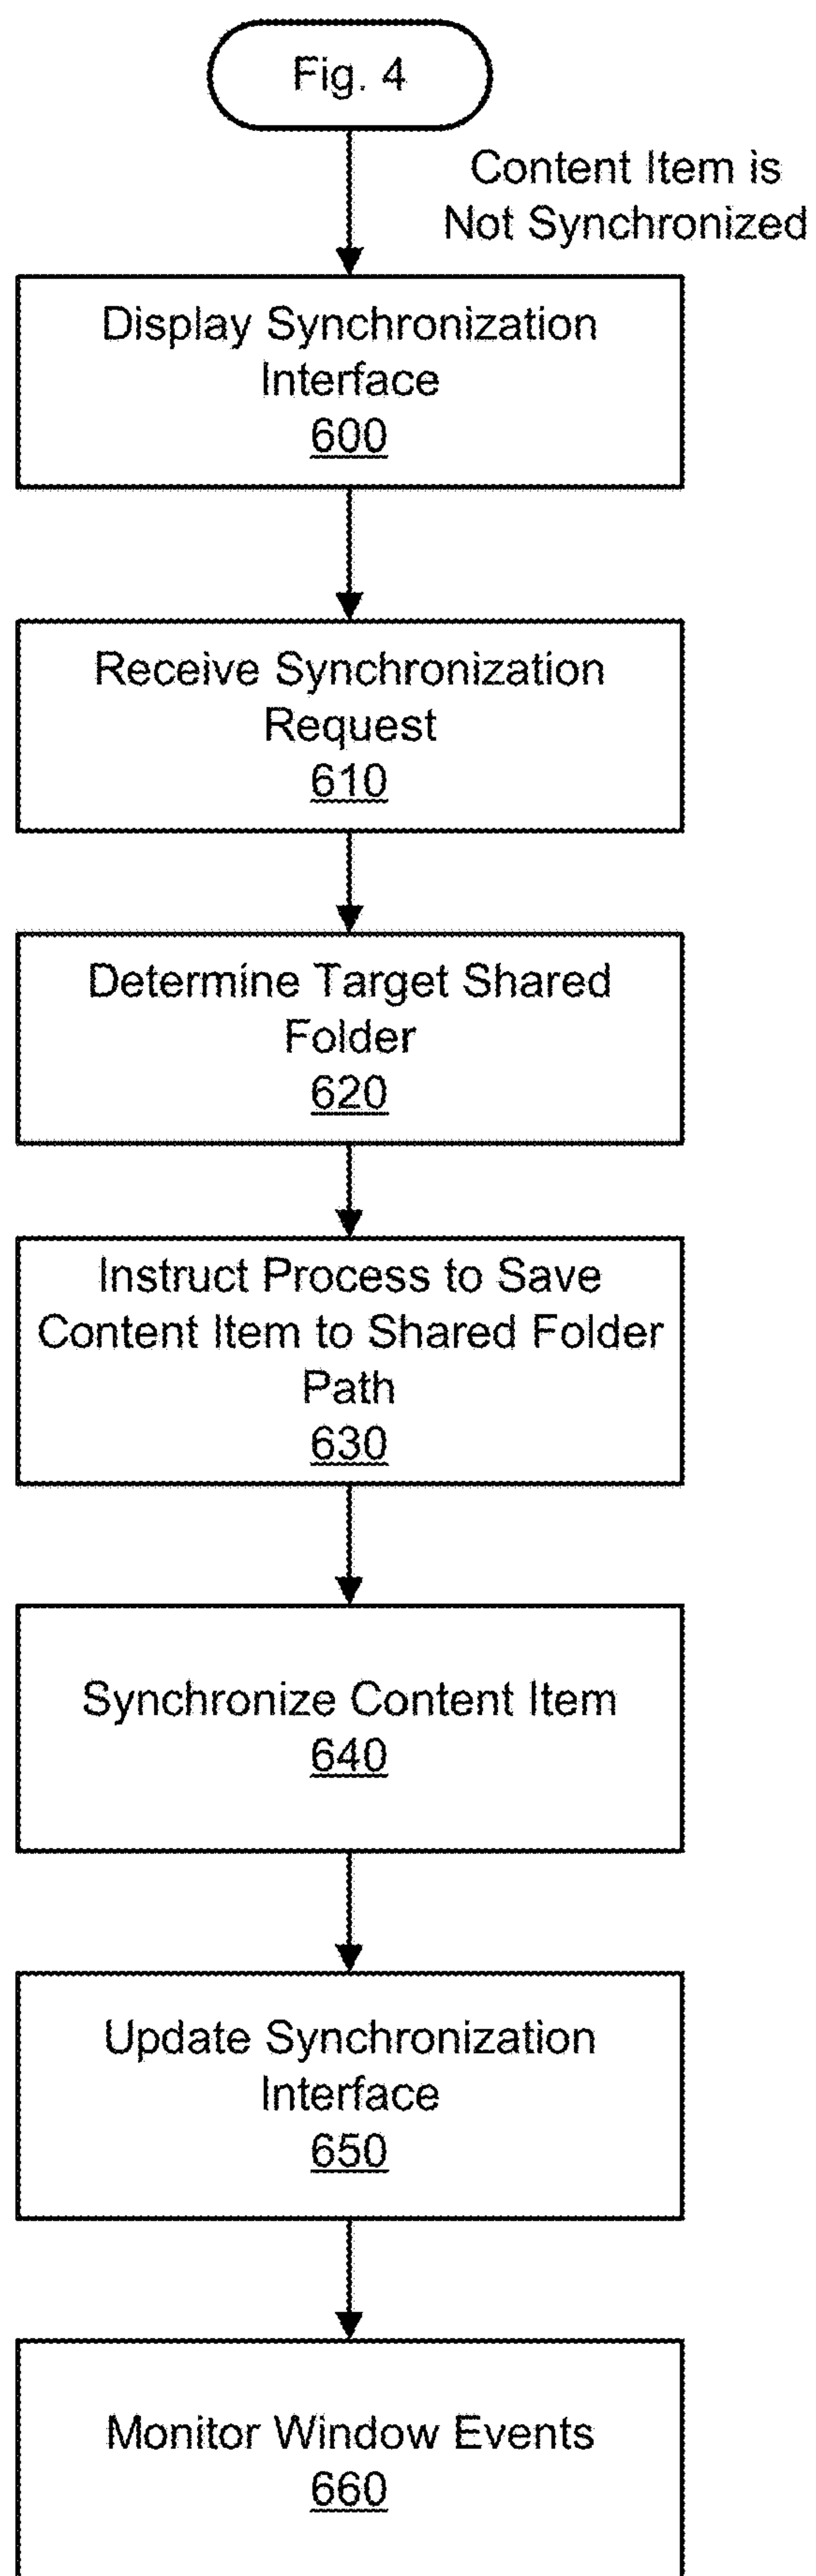 Fig. 4
Content Item is
Not Synchronized
Display Synchronization
Interface
600
Receive Synchronization
Request
610
Determine Target Shared
Folder
620
Instruct Process to Save
Content Item to Shared Folder
Path
630
Synchronize Content Item
640
Update Synchronization
Interface
650
Monitor Window Events
660